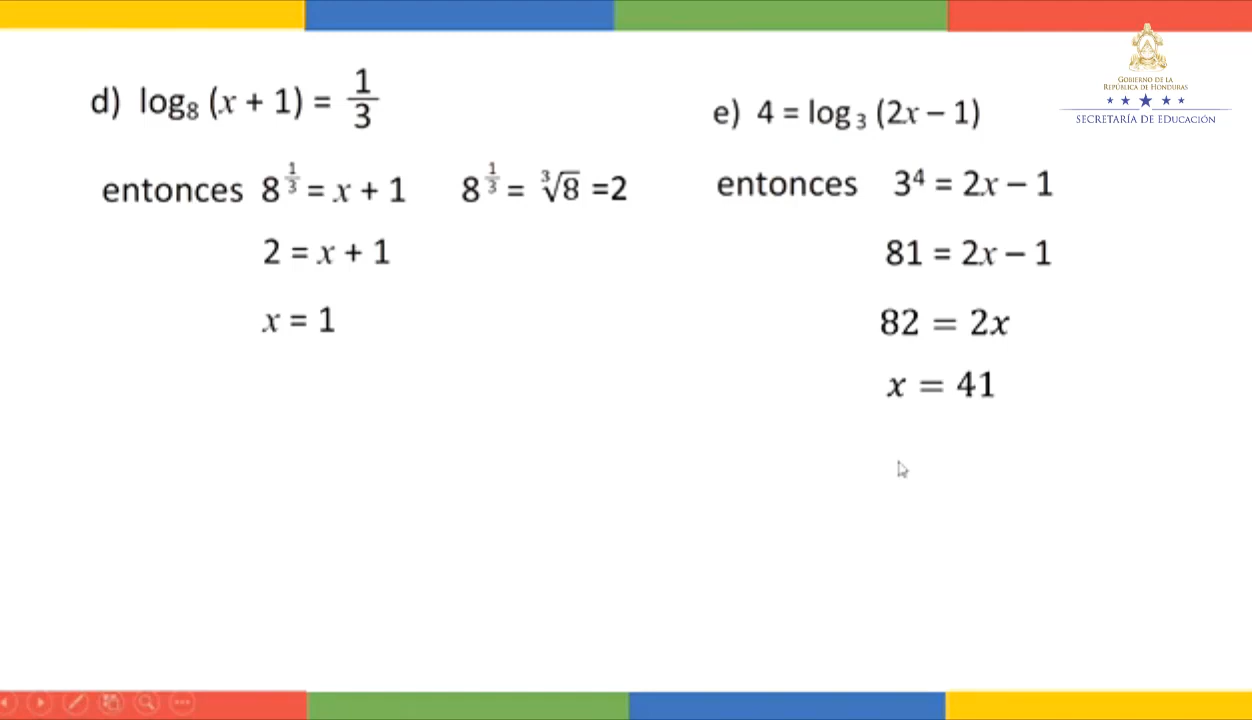 d) log₈ (x + 1) = 1/3
entonces 8^(1/3) = x + 1    8^(1/3) = ∛8 =2
2 = x + 1
x = 1
e) 4 = log ₃ (2x – 1)
entonces 3⁴ = 2x – 1
81 = 2x – 1
82 = 2x
x = 41
GOBIERNO DE LA
REPÚBLICA DE HONDURAS
SECRETARÍA DE EDUCACIÓN